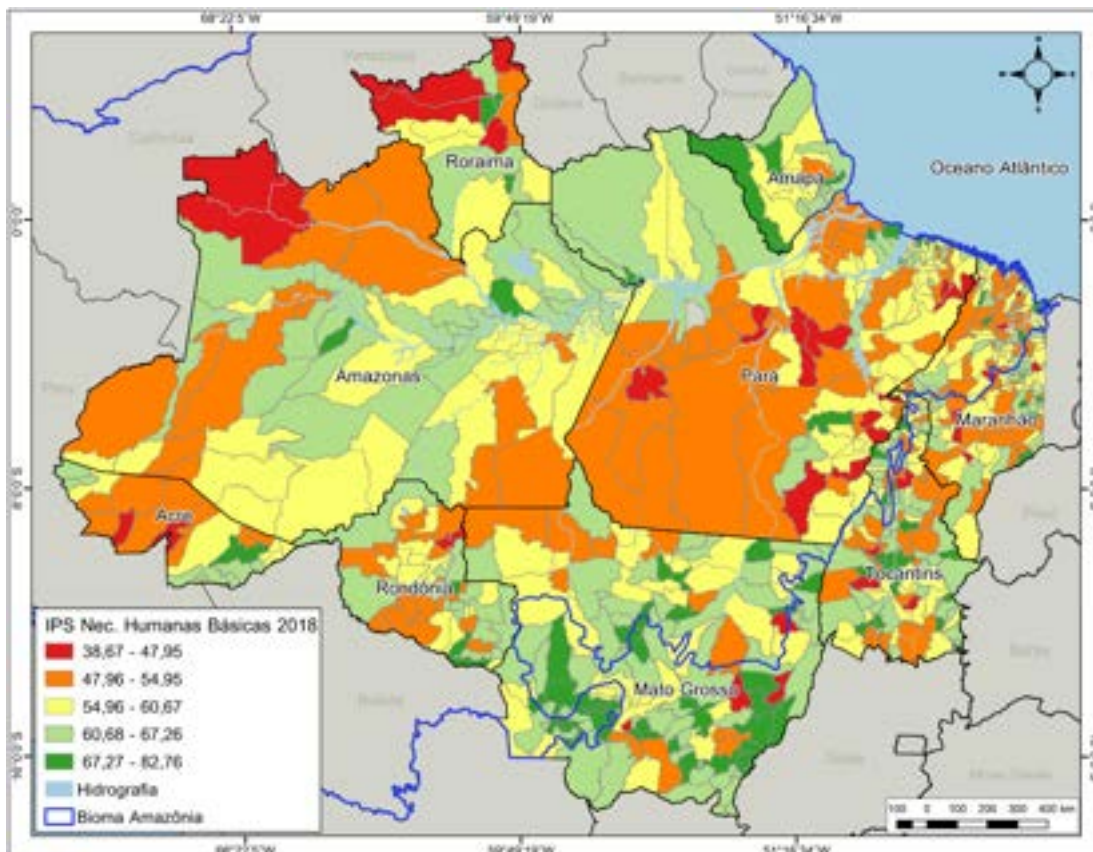 68°22'5"W 59°49'19"W 51°16'34"W
Roraima
Amapá
Oceano Atlântico
0°0'0"
Amazonas
Pará
Maranhão
8°0'0"S
Acre
Rondônia
Tocantins
Mato Grosso
IPS Nec. Humanas Básicas 2018
38,67 - 47,95
47,96 - 54,95
54,96 - 60,67
60,68 - 67,26
67,27 - 82,76
Hidrografia
Bioma Amazônia
100 0 100 200 300 400 km